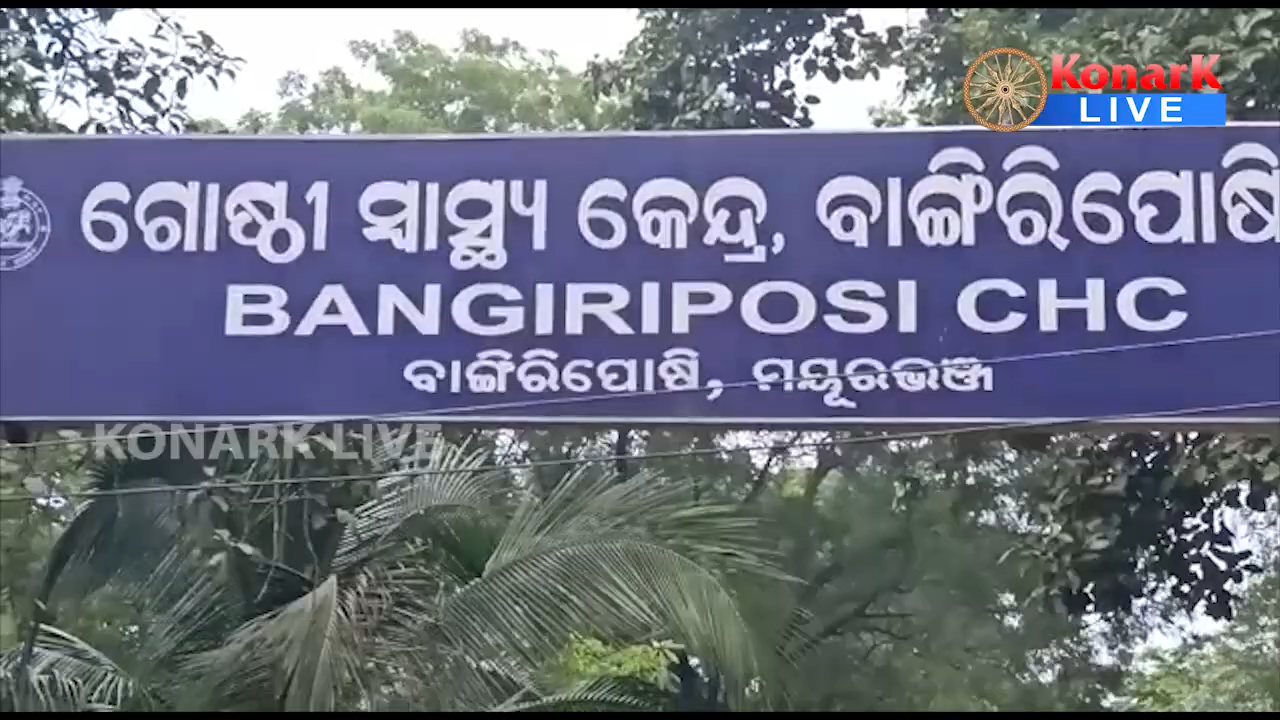 KonarK
LIVE
ଗୋଷ୍ଠୀ ସ୍ୱାସ୍ଥ୍ୟ କେନ୍ଦ୍ର, ବାଙ୍ଗିରିପୋଷି
BANGIRIPOSI CHC
ବାଙ୍ଗିରିପୋଷି, ମୟୂରଭଞ୍ଜ
KONARK LIVE